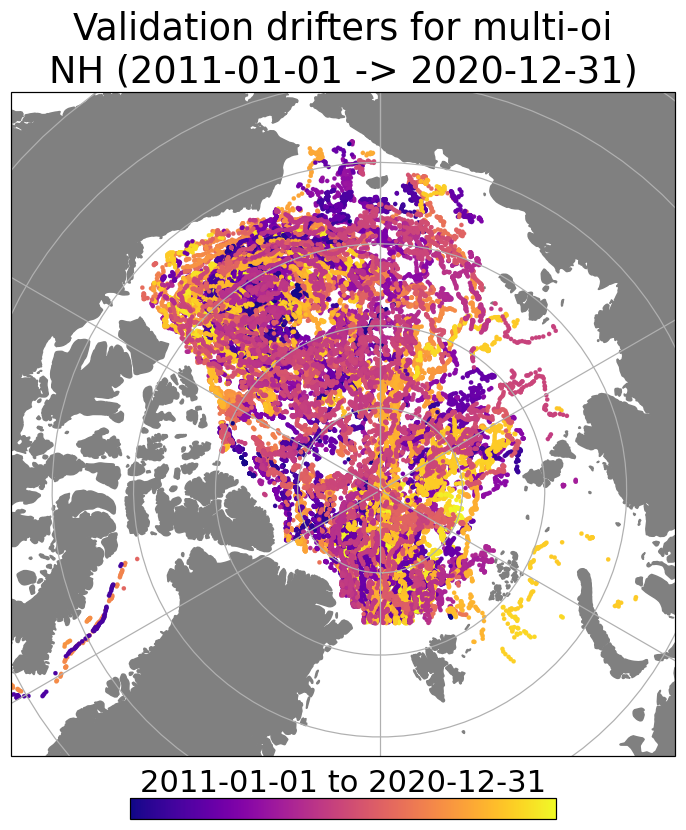 Validation drifters for multi-oi
NH (2011-01-01 -> 2020-12-31)
2011-01-01 to 2020-12-31